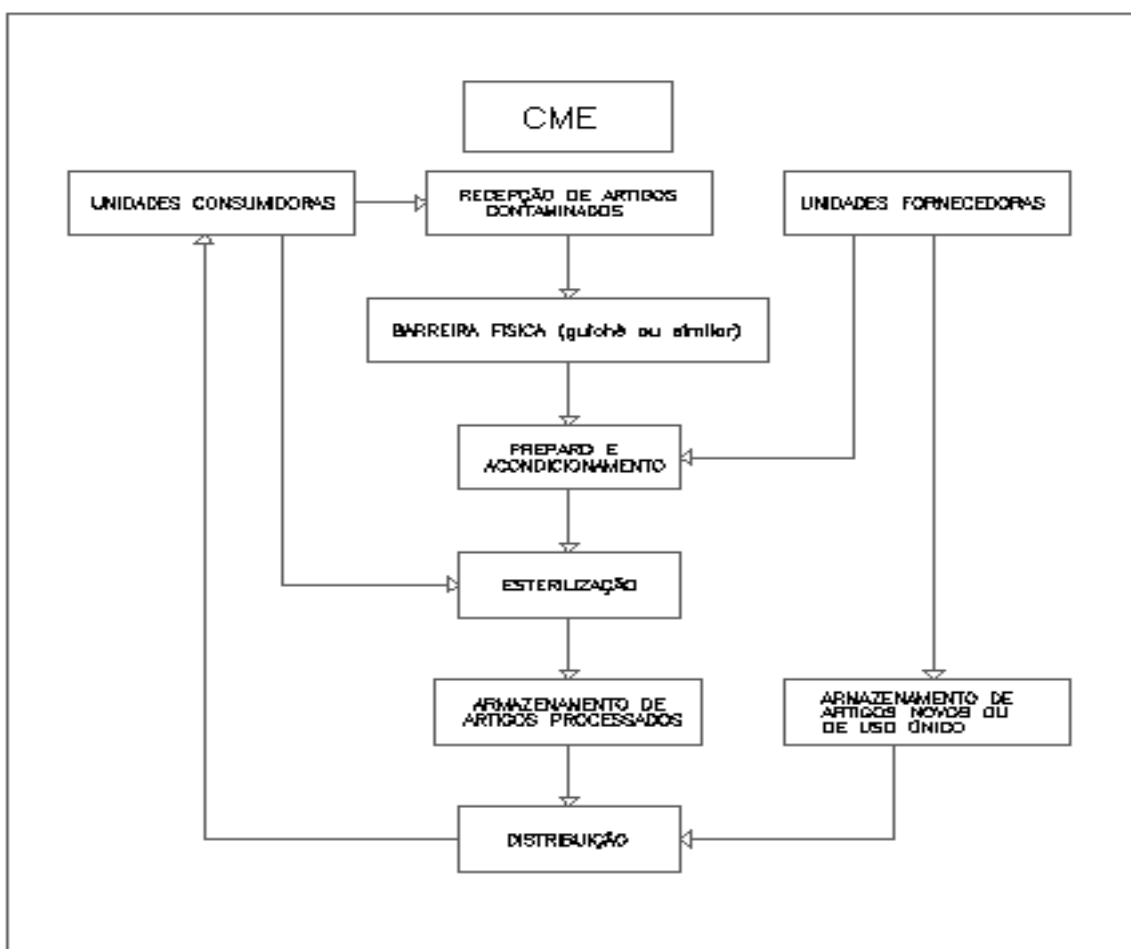 CME
UNIDADES CONSUMIDORAS
RECEPÇÃO DE ARTIGOS
CONTAMINADOS
UNIDADES FORNECEDORAS
BARREIRA FÍSICA (guichê ou similar)
PREPARO E
ACONDICIONAMENTO
ESTERILIZAÇÃO
ARMAZENAMENTO DE
ARTIGOS PROCESSADOS
ARMAZENAMENTO DE
ARTIGOS NOVOS OU
DE USO ÚNICO
DISTRIBUIÇÃO